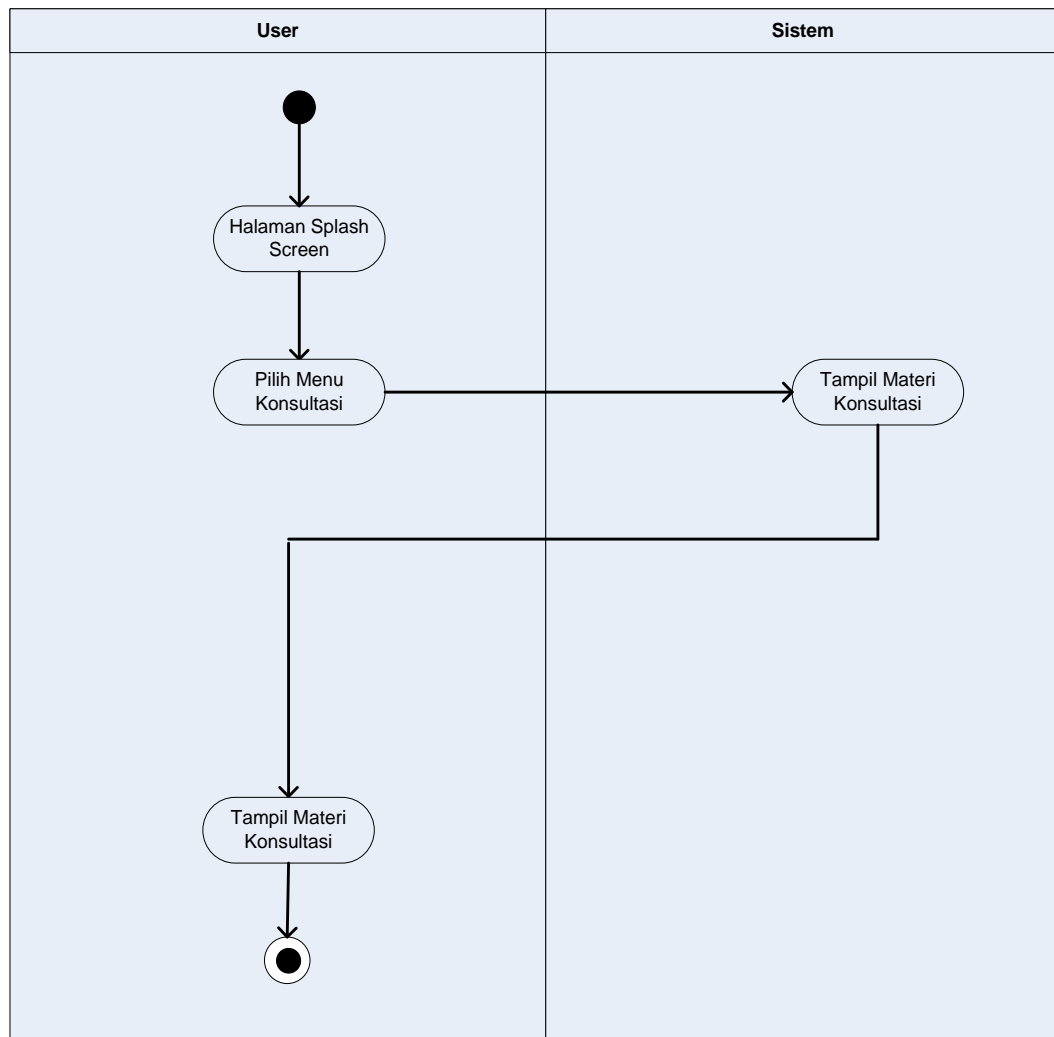 User
Sistem
Halaman Splash
Screen
Pilih Menu
Konsultasi
Tampil Materi
Konsultasi
Tampil Materi
Konsultasi